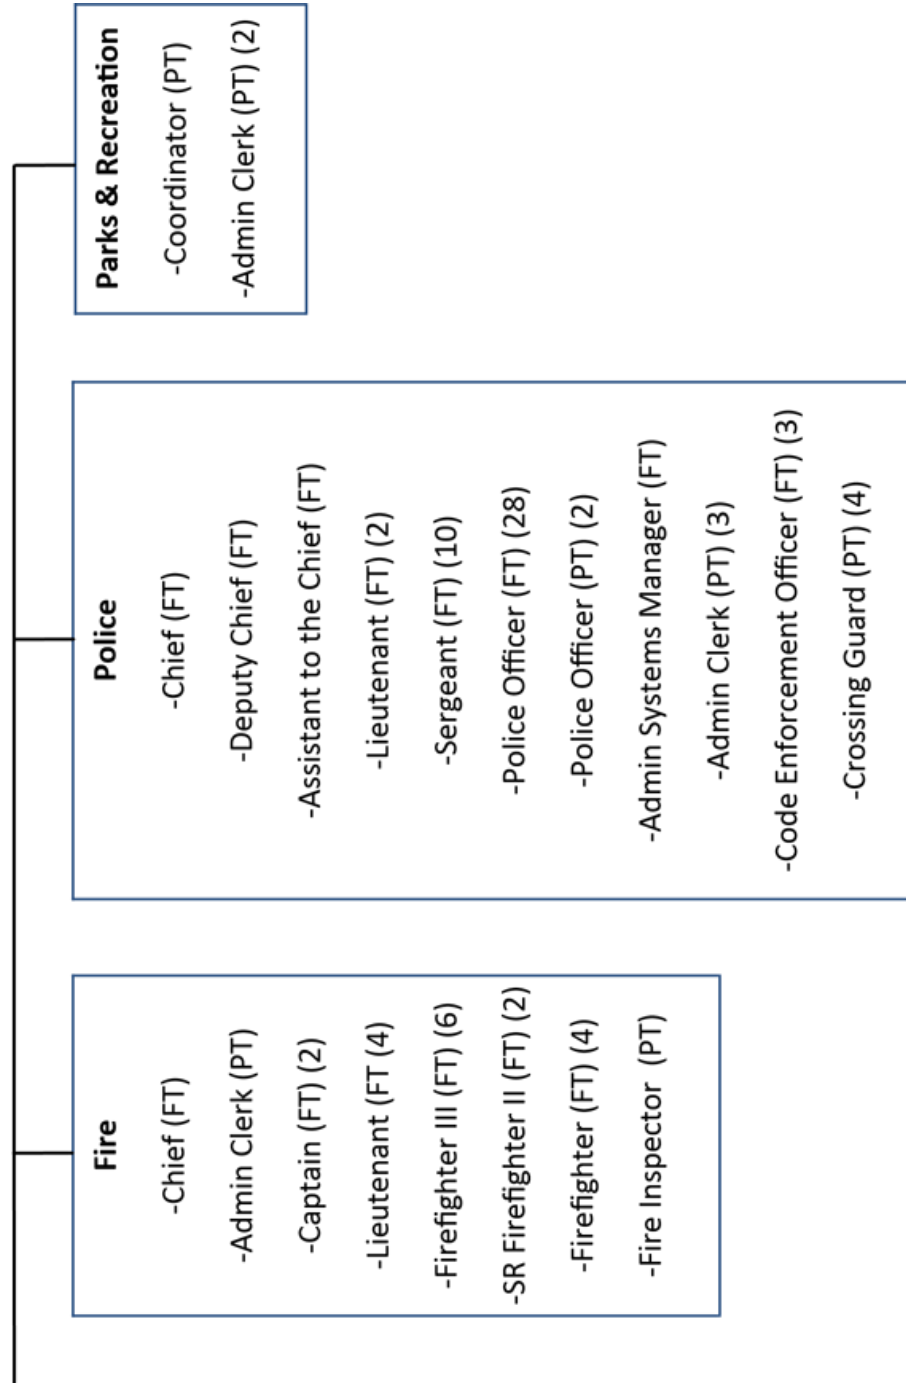 Fire
-Chief (FT)
-Admin Clerk (PT)
-Captain (FT) (2)
-Lieutenant (FT (4)
-Firefighter III (FT) (6)
-SR Firefighter II (FT) (2)
-Firefighter (FT) (4)
-Fire Inspector  (PT)
Police
-Chief (FT)
-Deputy Chief (FT)
-Assistant to the Chief (FT)
-Lieutenant (FT) (2)
-Sergeant (FT) (10)
-Police Officer (FT) (28)
-Police Officer (PT) (2)
-Admin Systems Manager (FT)
-Admin Clerk (PT) (3)
-Code Enforcement Officer (FT) (3)
-Crossing Guard (PT) (4)
Parks & Recreation
-Coordinator (PT)
-Admin Clerk (PT) (2)